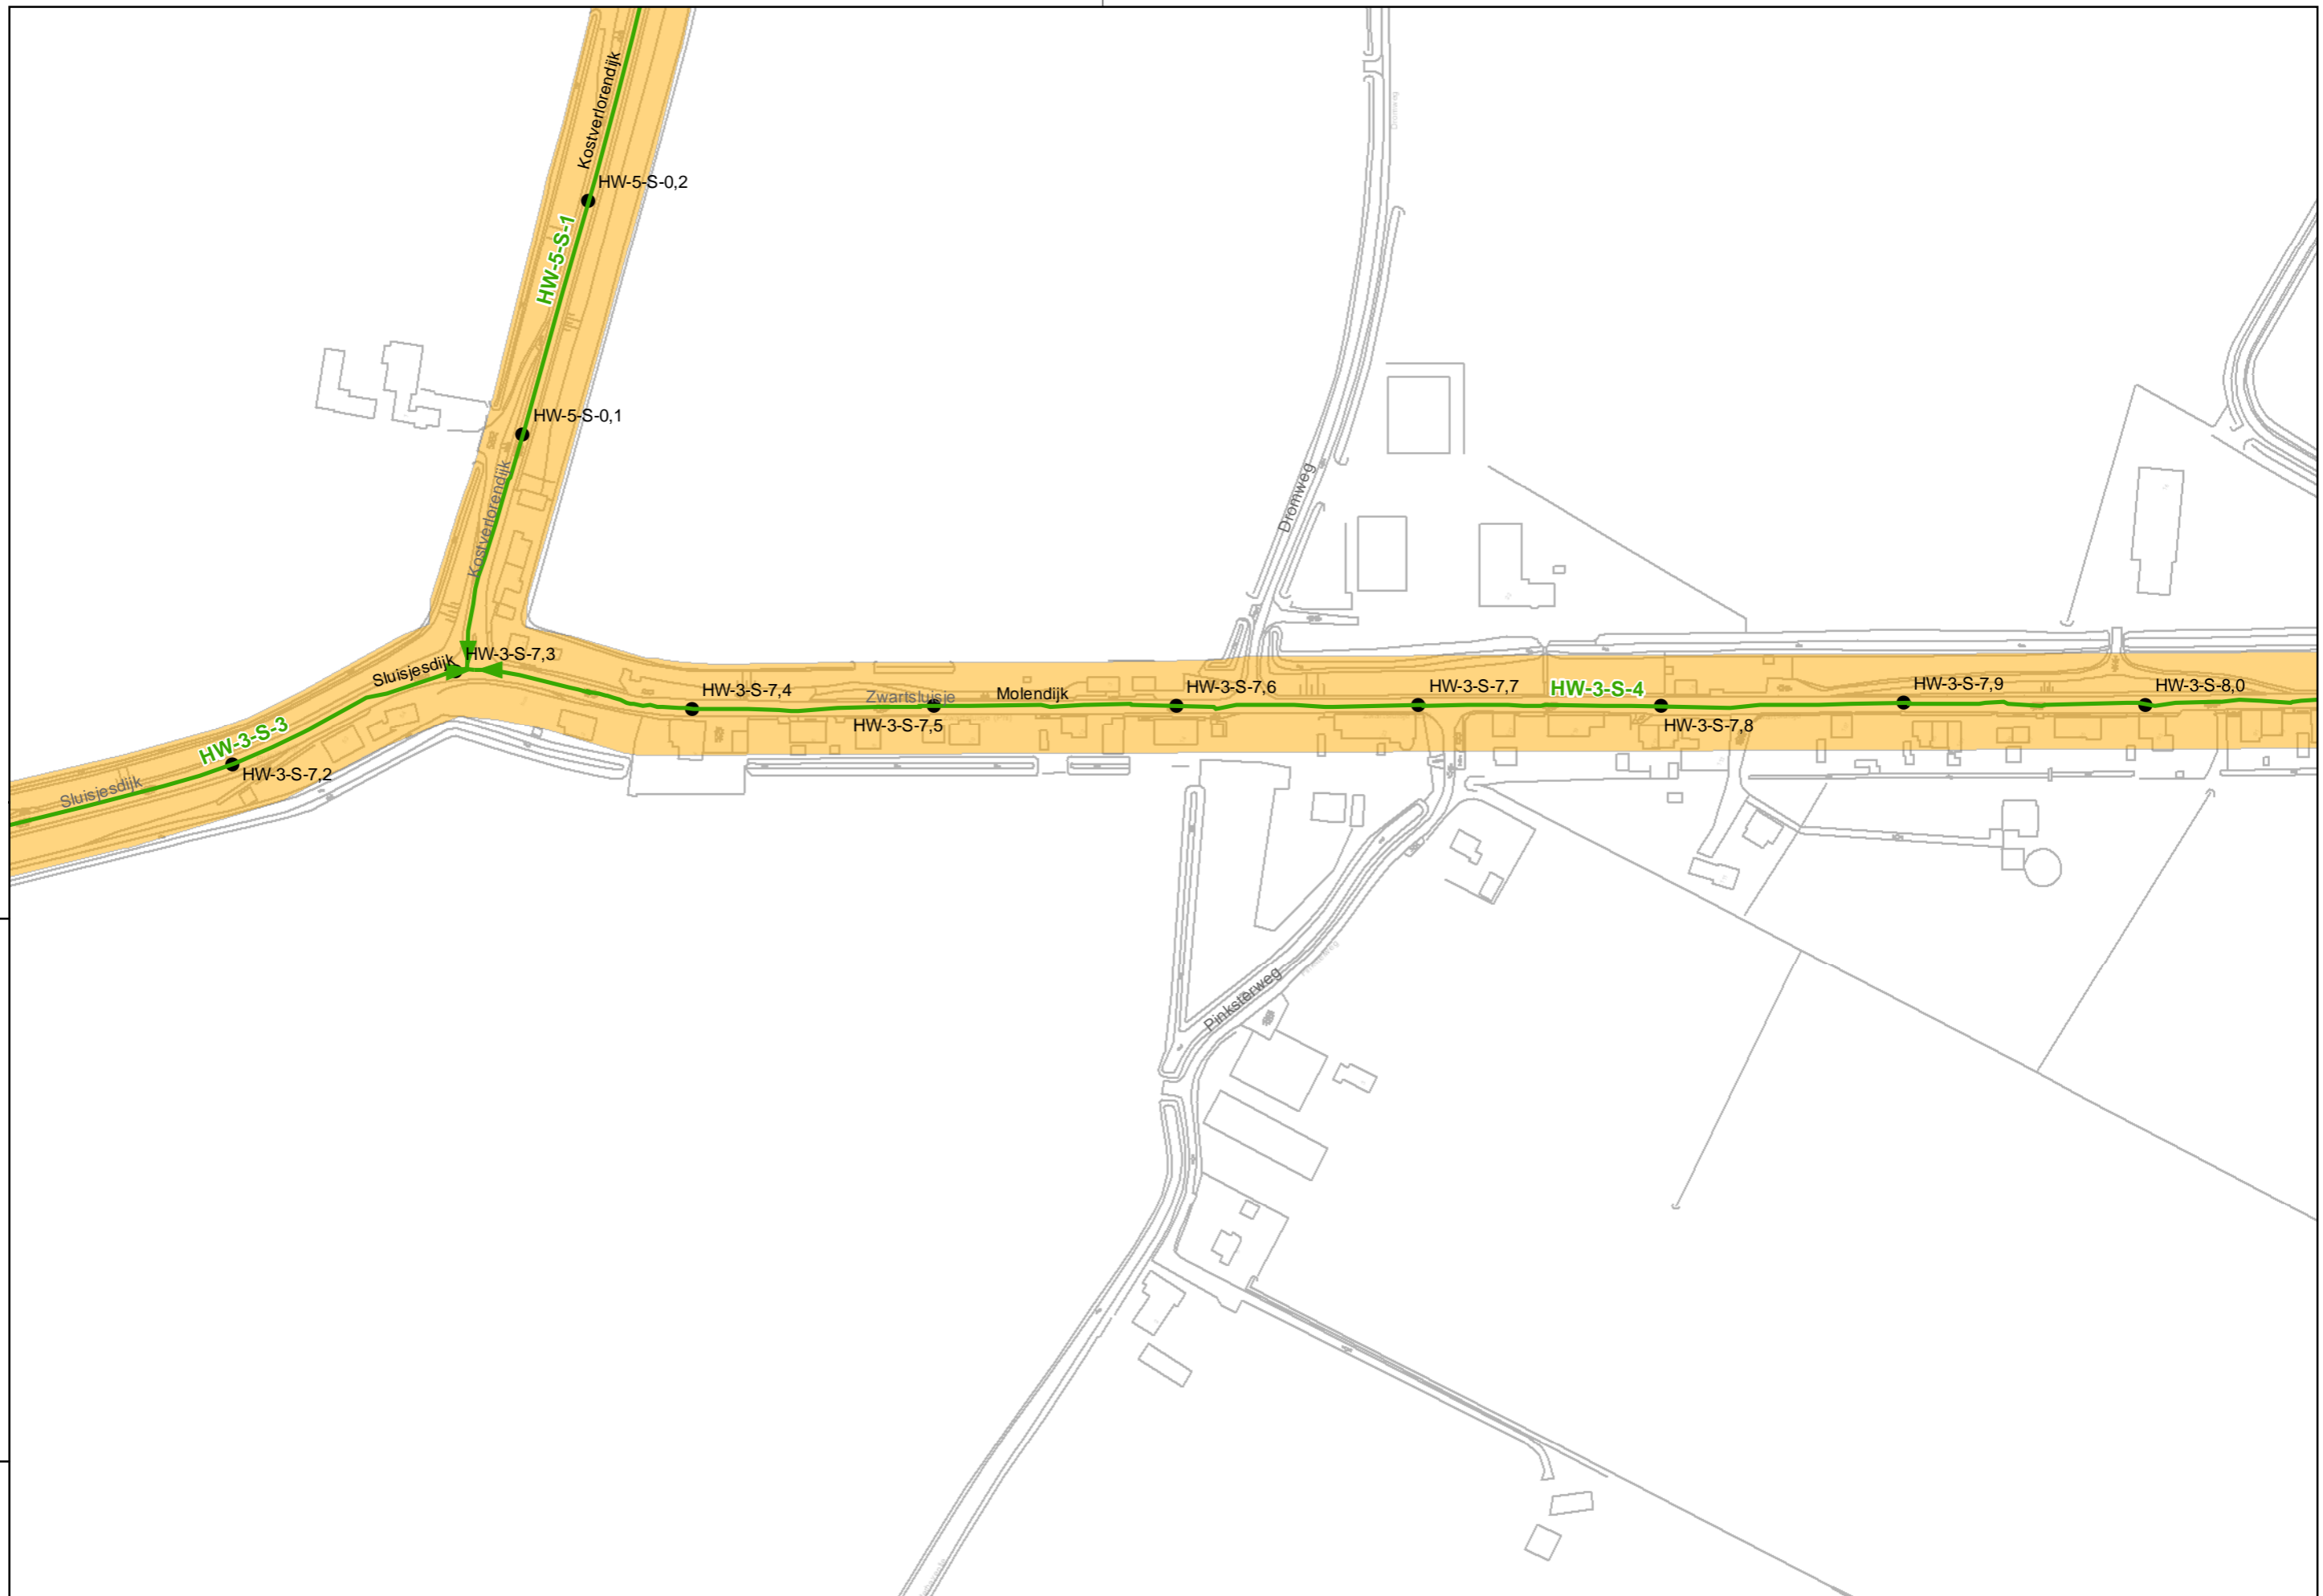 Kostverlorendijk
Dromweg
HW-5-S-0,2
HW-5-S-1
HW-5-S-0,1
Kostverlorendijk
Dromweg
HW-3-S-7,3
Sluisjesdijk
HW-3-S-7,4
Zwartsluisje
Molendijk
HW-3-S-7,6
HW-3-S-7,7
HW-3-S-4
HW-3-S-7,9
HW-3-S-8,0
HW-3-S-7,5
HW-3-S-7,8
HW-3-S-3
HW-3-S-7,2
Sluisjesdijk
Pinksterweg
Pinksterweg